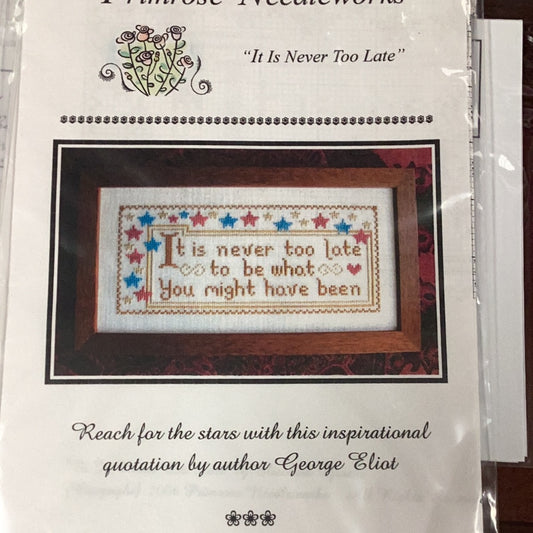 Primrose Needleworks
"It Is Never Too Late"
It is never too late
to be what
You might have been
Reach for the stars with this inspirational
quotation by author George Eliot